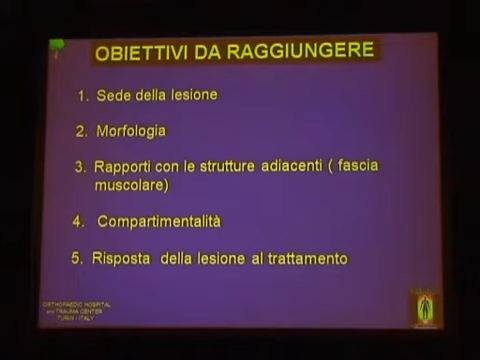 OBIETTIVI DA RAGGIUNGERE
1. Sede della lesione
2. Morfologia
3. Rapporti con le strutture adiacenti ( fascia
muscolare)
4. Compartimentalità
5. Risposta della lesione al trattamento
ORTHOPAEDIC HOSPITAL
and TRAUMA CENTER
TURIN - ITALY